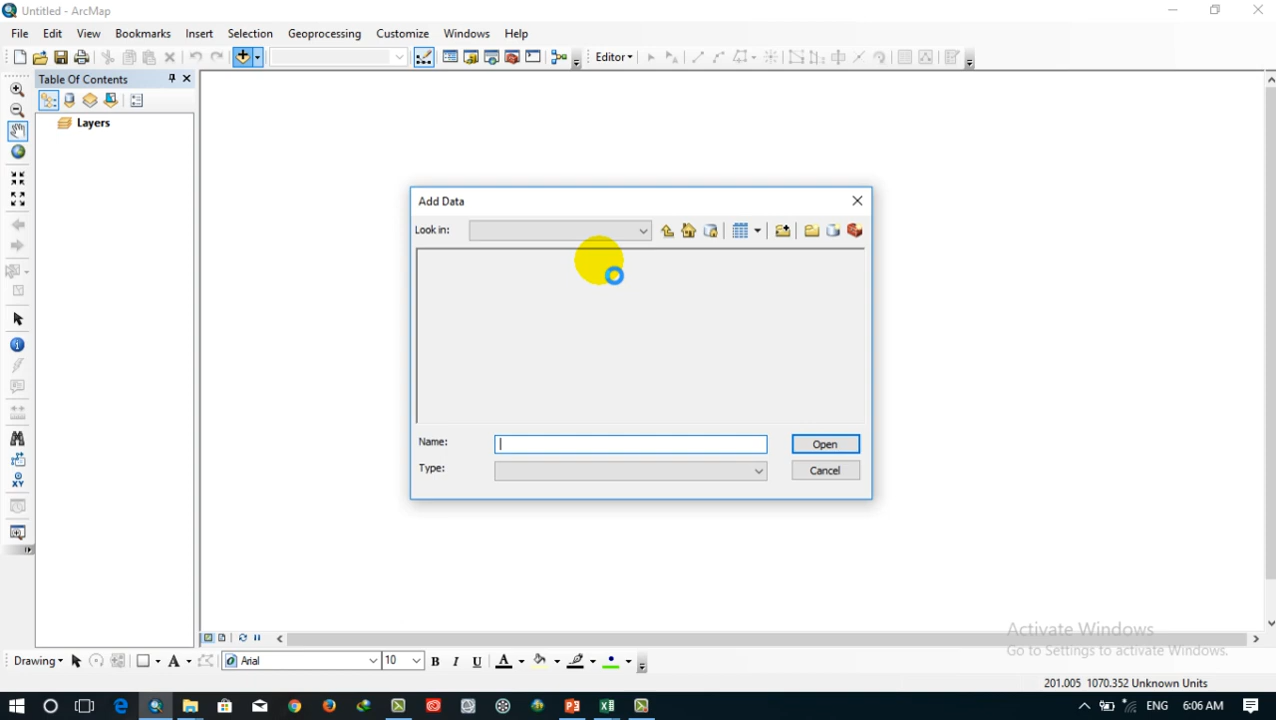 Untitled - ArcMap
File Edit View Bookmarks Insert Selection Geoprocessing Customize Windows Help
Editor
Table Of Contents
Layers
Add Data
Look in:
Name:
Open
Type:
Cancel
Activate Windows
Go to Settings to activate Windows.
Drawing Arial 10 B I U A
201.005 1070.352 Unknown Units
ENG 6:06 AM